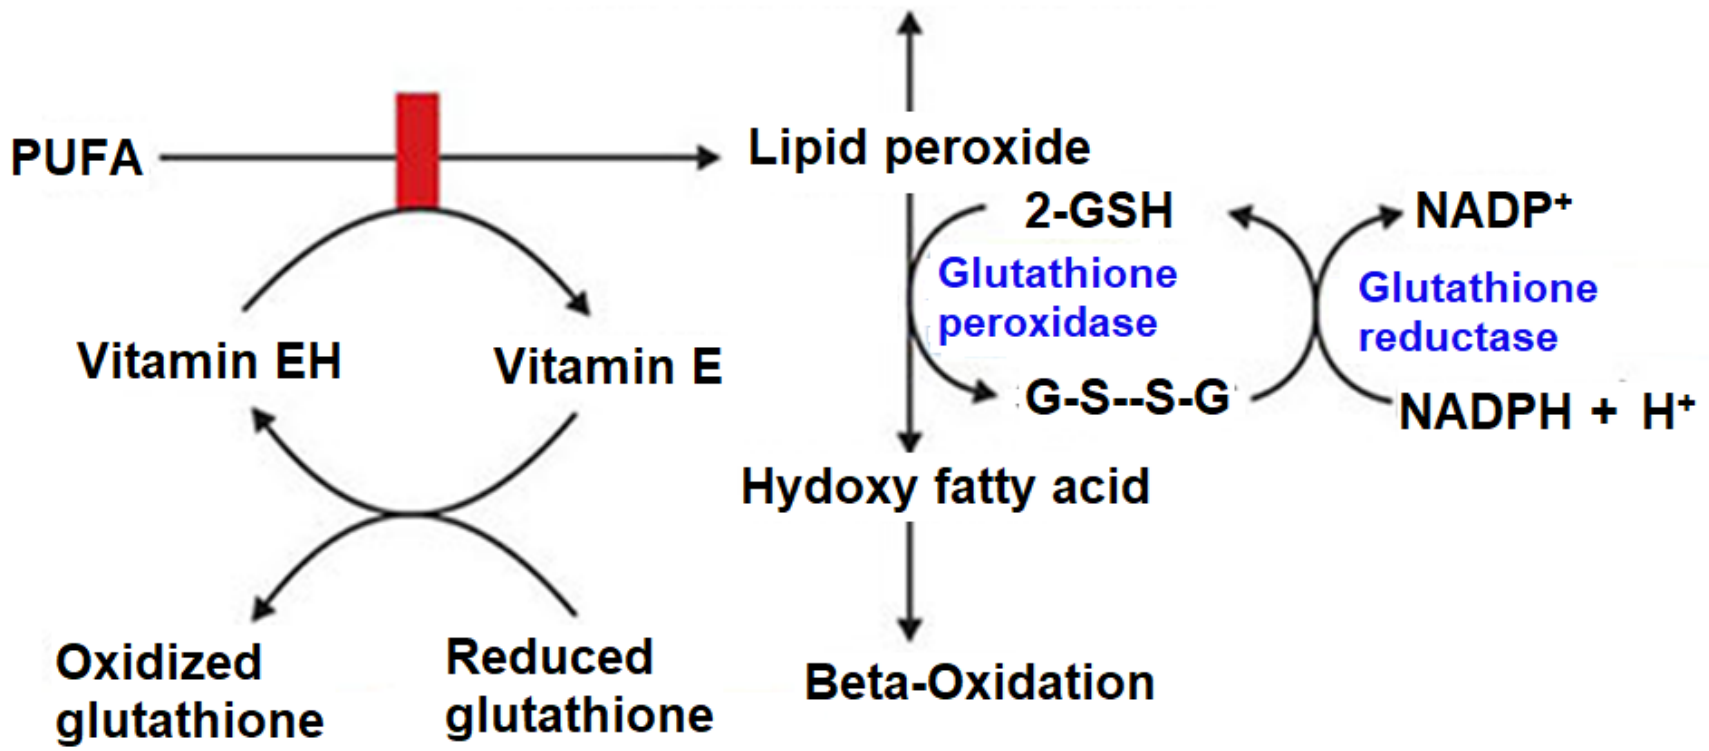 PUFA
Lipid peroxide
2-GSH
NADP⁺
Glutathione
peroxidase
Glutathione
reductase
Vitamin EH
Vitamin E
G-S--S-G
NADPH + H⁺
Hydoxy fatty acid
Oxidized
glutathione
Reduced
glutathione
Beta-Oxidation